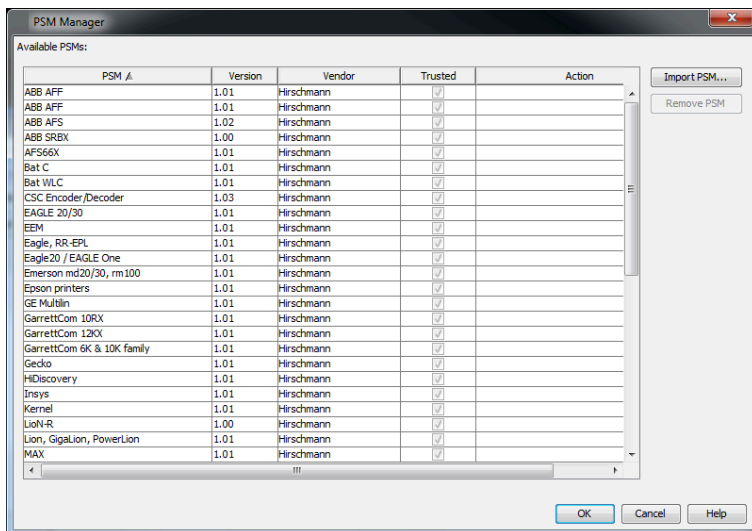 PSM Manager
Available PSMs:
PSM Version Vendor Trusted Action
Import PSM...
ABB AFF 1.01 Hirschmann
Remove PSM
ABB AFF 1.01 Hirschmann
ABB AFS 1.02 Hirschmann
ABB SRBX 1.00 Hirschmann
AFS66X 1.01 Hirschmann
Bat C 1.01 Hirschmann
Bat WLC 1.01 Hirschmann
CSC Encoder/Decoder 1.03 Hirschmann
EAGLE 20/30 1.01 Hirschmann
EEM 1.01 Hirschmann
Eagle, RR-EPL 1.01 Hirschmann
Eagle20 / EAGLE One 1.01 Hirschmann
Emerson md20/30, rm100 1.01 Hirschmann
Epson printers 1.01 Hirschmann
GE Multilin 1.01 Hirschmann
GarrettCom 10RX 1.01 Hirschmann
GarrettCom 12KX 1.01 Hirschmann
GarrettCom 6K & 10K family 1.01 Hirschmann
Gecko 1.01 Hirschmann
HiDiscovery 1.01 Hirschmann
Insys 1.01 Hirschmann
Kernel 1.01 Hirschmann
LioN-R 1.00 Hirschmann
Lion, GigaLion, PowerLion 1.01 Hirschmann
MAX 1.01 Hirschmann
OK Cancel Help